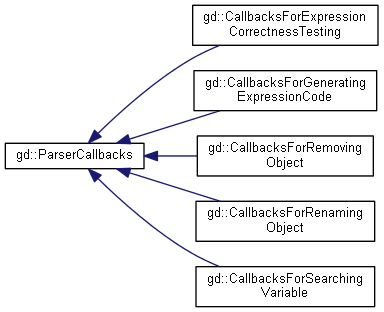 gd::CallbacksForExpression
CorrectnessTesting
gd::CallbacksForGenerating
ExpressionCode
gd::ParserCallbacks
gd::CallbacksForRemoving
Object
gd::CallbacksForRenaming
Object
gd::CallbacksForSearching
Variable